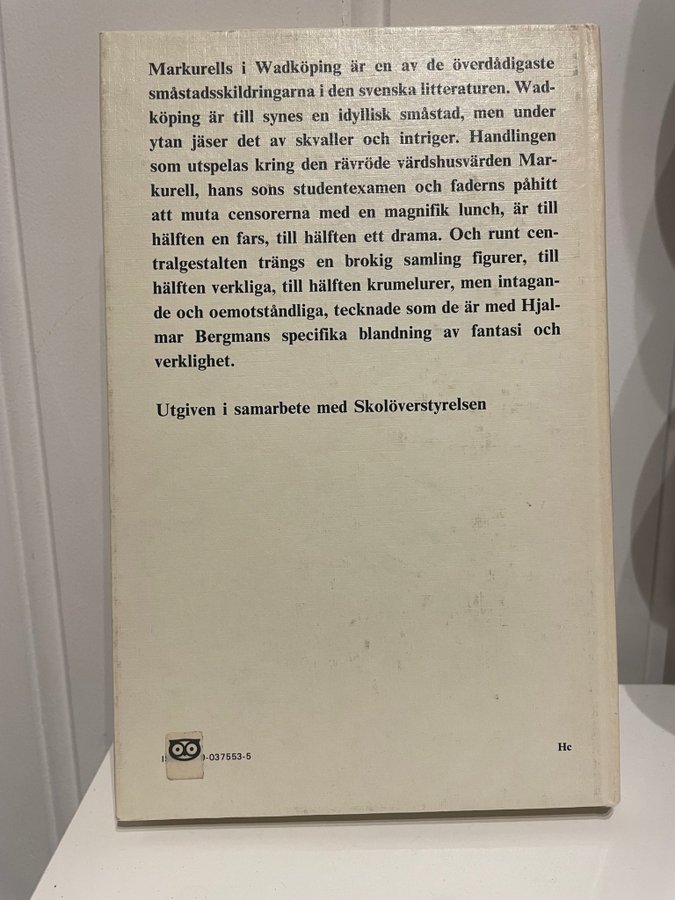 Markurells i Wadköping är en av de överdådigaste
småstadsskildringarna i den svenska litteraturen. Wad-
köping är till synes en idyllisk småstad, men under
ytan jäser det av skvaller och intriger. Handlingen
som utspelas kring den rävröde värdshusvärden Mar-
kurell, hans sons studentexamen och faderns påhitt
att muta censorerna med en magnifik lunch, är till
hälften en fars, till hälften ett drama. Och runt cen-
tralgestalten trängs en brokig samling figurer, till
hälften verkliga, till hälften krumelurer, men intagan-
de och oemotståndliga, tecknade som de är med Hjal-
mar Bergmans specifika blandning av fantasi och
verklighet.
Utgiven i samarbete med Skolöverstyrelsen
-037553-5
Hc